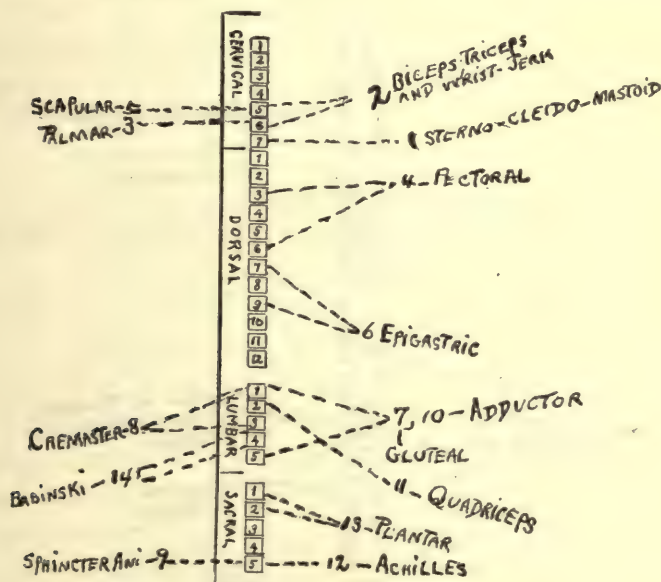 CERVICAL
1
2
3
4
5
6
7
SCAPULAR-5
PALMAR-3
2 BICEPS-TRICEPS
AND WRIST-JERK
1 STERNO-CLEIDO-MASTOID
DORSAL
1
2
3
4
5
6
7
8
9
10
11
12
4-PECTORAL
6 EPIGASTRIC
LUMBAR
1
2
3
4
5
CREMASTER-8
BABINSKI-14
7, 10-ADDUCTOR
GLUTEAL
11-QUADRICEPS
SACRAL
1
2
3
4
5
13-PLANTAR
SPHINCTER ANI-9
12-ACHILLES